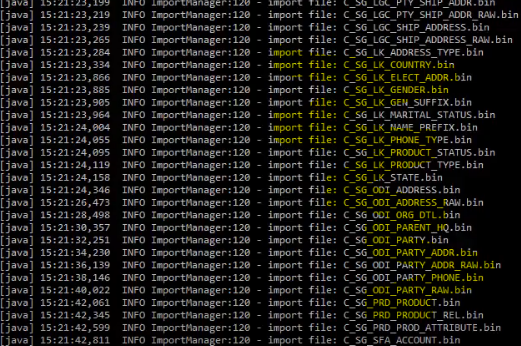 [java] 15:21:23,199 INFO ImportManager:120 - import file: C_SG_LGC_PTY_SHIP_ADDR.bin
[java] 15:21:23,219 INFO ImportManager:120 - import file: C_SG_LGC_PTY_SHIP_ADDR_RAW.bin
[java] 15:21:23,239 INFO ImportManager:120 - import file: C_SG_LGC_SHIP_ADDRESS.bin
[java] 15:21:23,265 INFO ImportManager:120 - import file: C_SG_LGC_SHIP_ADDRESS_RAW.bin
[java] 15:21:23,284 INFO ImportManager:120 - import file: C_SG_LK_ADDRESS_TYPE.bin
[java] 15:21:23,334 INFO ImportManager:120 - import file: C_SG_LK_COUNTRY.bin
[java] 15:21:23,866 INFO ImportManager:120 - import file: C_SG_LK_ELECT_ADDR.bin
[java] 15:21:23,885 INFO ImportManager:120 - import file: C_SG_LK_GENDER.bin
[java] 15:21:23,905 INFO ImportManager:120 - import file: C_SG_LK_GEN_SUFFIX.bin
[java] 15:21:23,964 INFO ImportManager:120 - import file: C_SG_LK_MARITAL_STATUS.bin
[java] 15:21:24,004 INFO ImportManager:120 - import file: C_SG_LK_NAME_PREFIX.bin
[java] 15:21:24,055 INFO ImportManager:120 - import file: C_SG_LK_PHONE_TYPE.bin
[java] 15:21:24,095 INFO ImportManager:120 - import file: C_SG_LK_PRODUCT_STATUS.bin
[java] 15:21:24,119 INFO ImportManager:120 - import file: C_SG_LK_PRODUCT_TYPE.bin
[java] 15:21:24,158 INFO ImportManager:120 - import file: C_SG_LK_STATE.bin
[java] 15:21:24,346 INFO ImportManager:120 - import file: C_SG_ODI_ADDRESS.bin
[java] 15:21:26,473 INFO ImportManager:120 - import file: C_SG_ODI_ADDRESS_RAW.bin
[java] 15:21:28,498 INFO ImportManager:120 - import file: C_SG_ODI_ORG_DTL.bin
[java] 15:21:30,357 INFO ImportManager:120 - import file: C_SG_ODI_PARENT_HQ.bin
[java] 15:21:32,251 INFO ImportManager:120 - import file: C_SG_ODI_PARTY.bin
[java] 15:21:34,230 INFO ImportManager:120 - import file: C_SG_ODI_PARTY_ADDR.bin
[java] 15:21:36,139 INFO ImportManager:120 - import file: C_SG_ODI_PARTY_ADDR_RAW.bin
[java] 15:21:38,146 INFO ImportManager:120 - import file: C_SG_ODI_PARTY_PHONE.bin
[java] 15:21:40,022 INFO ImportManager:120 - import file: C_SG_ODI_PARTY_RAW.bin
[java] 15:21:42,061 INFO ImportManager:120 - import file: C_SG_PRD_PRODUCT.bin
[java] 15:21:42,345 INFO ImportManager:120 - import file: C_SG_PRD_PRODUCT_REL.bin
[java] 15:21:42,599 INFO ImportManager:120 - import file: C_SG_PRD_PROD_ATTRIBUTE.bin
[java] 15:21:42,811 INFO ImportManager:120 - import file: C_SG_SFA_ACCOUNT.bin